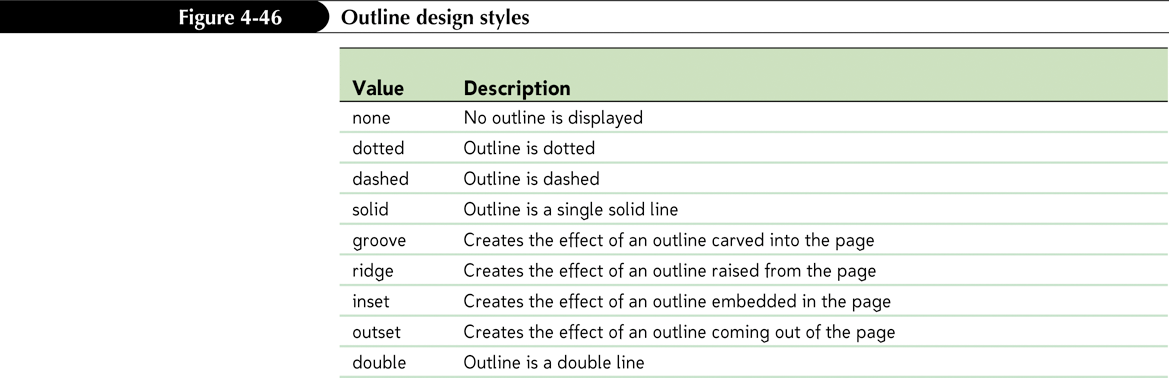 Figure 4-46 Outline design styles
Value Description
none No outline is displayed
dotted Outline is dotted
dashed Outline is dashed
solid Outline is a single solid line
groove Creates the effect of an outline carved into the page
ridge Creates the effect of an outline raised from the page
inset Creates the effect of an outline embedded in the page
outset Creates the effect of an outline coming out of the page
double Outline is a double line